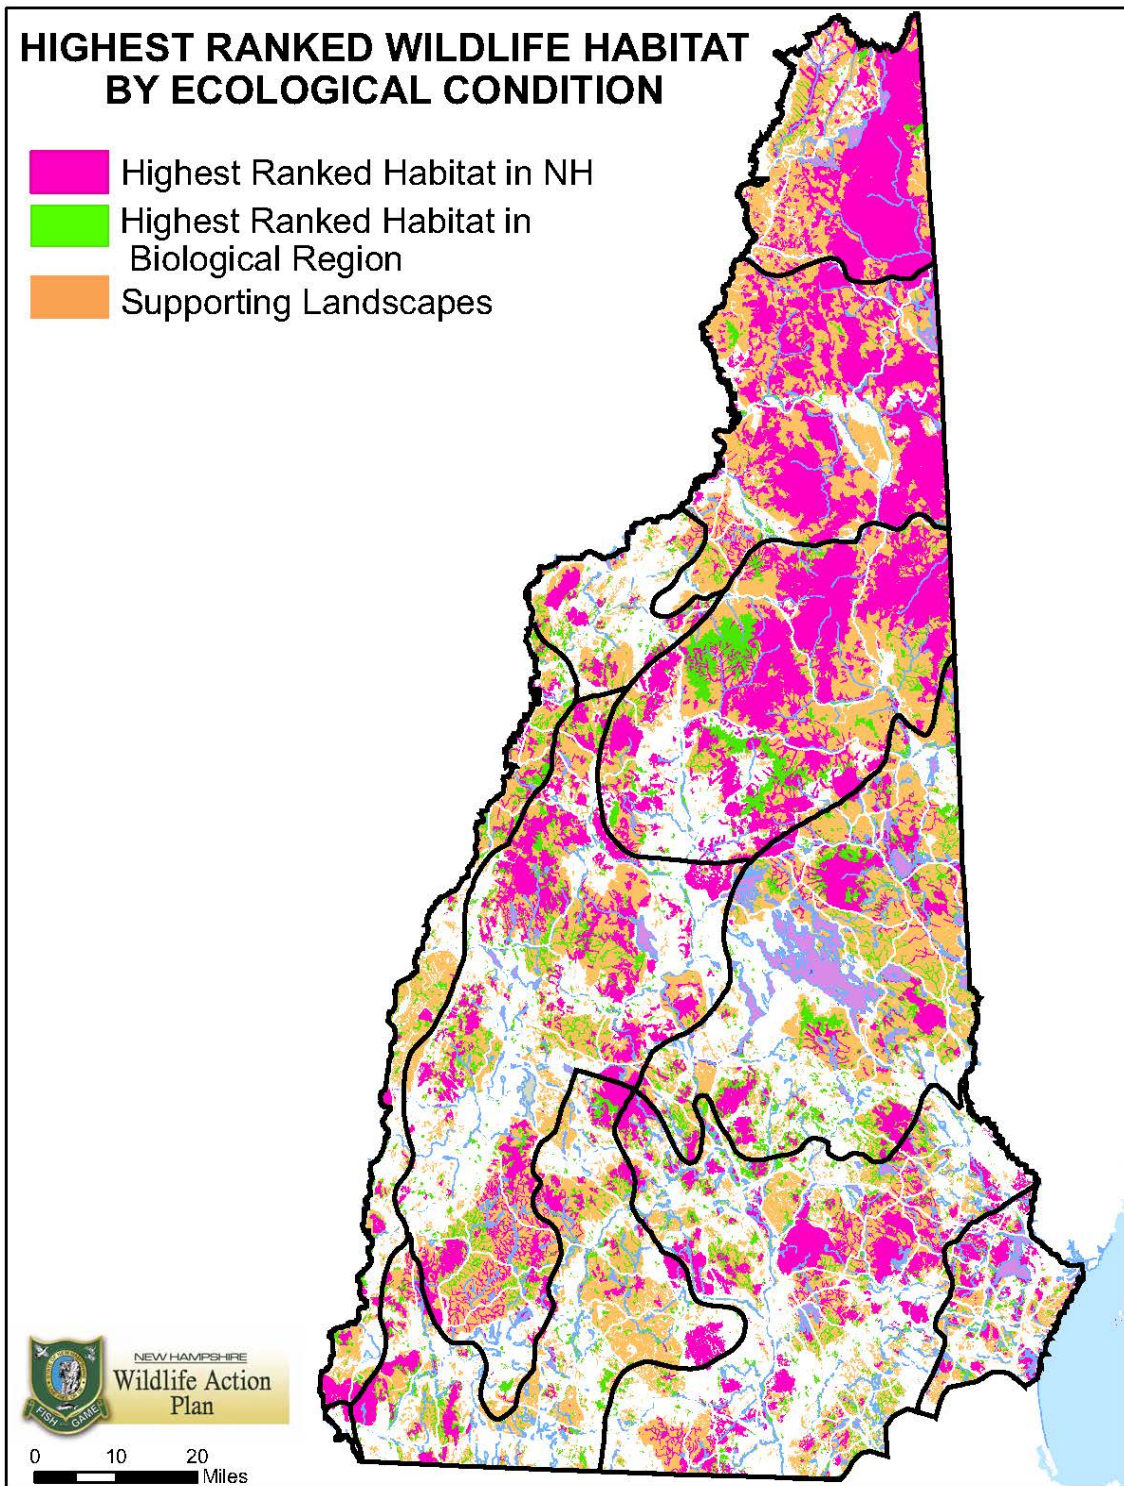 HIGHEST RANKED WILDLIFE HABITAT
BY ECOLOGICAL CONDITION
Highest Ranked Habitat in NH
Highest Ranked Habitat in
Biological Region
Supporting Landscapes
NEW HAMPSHIRE
Wildlife Action
Plan
FISH GAME
0 10 20
Miles